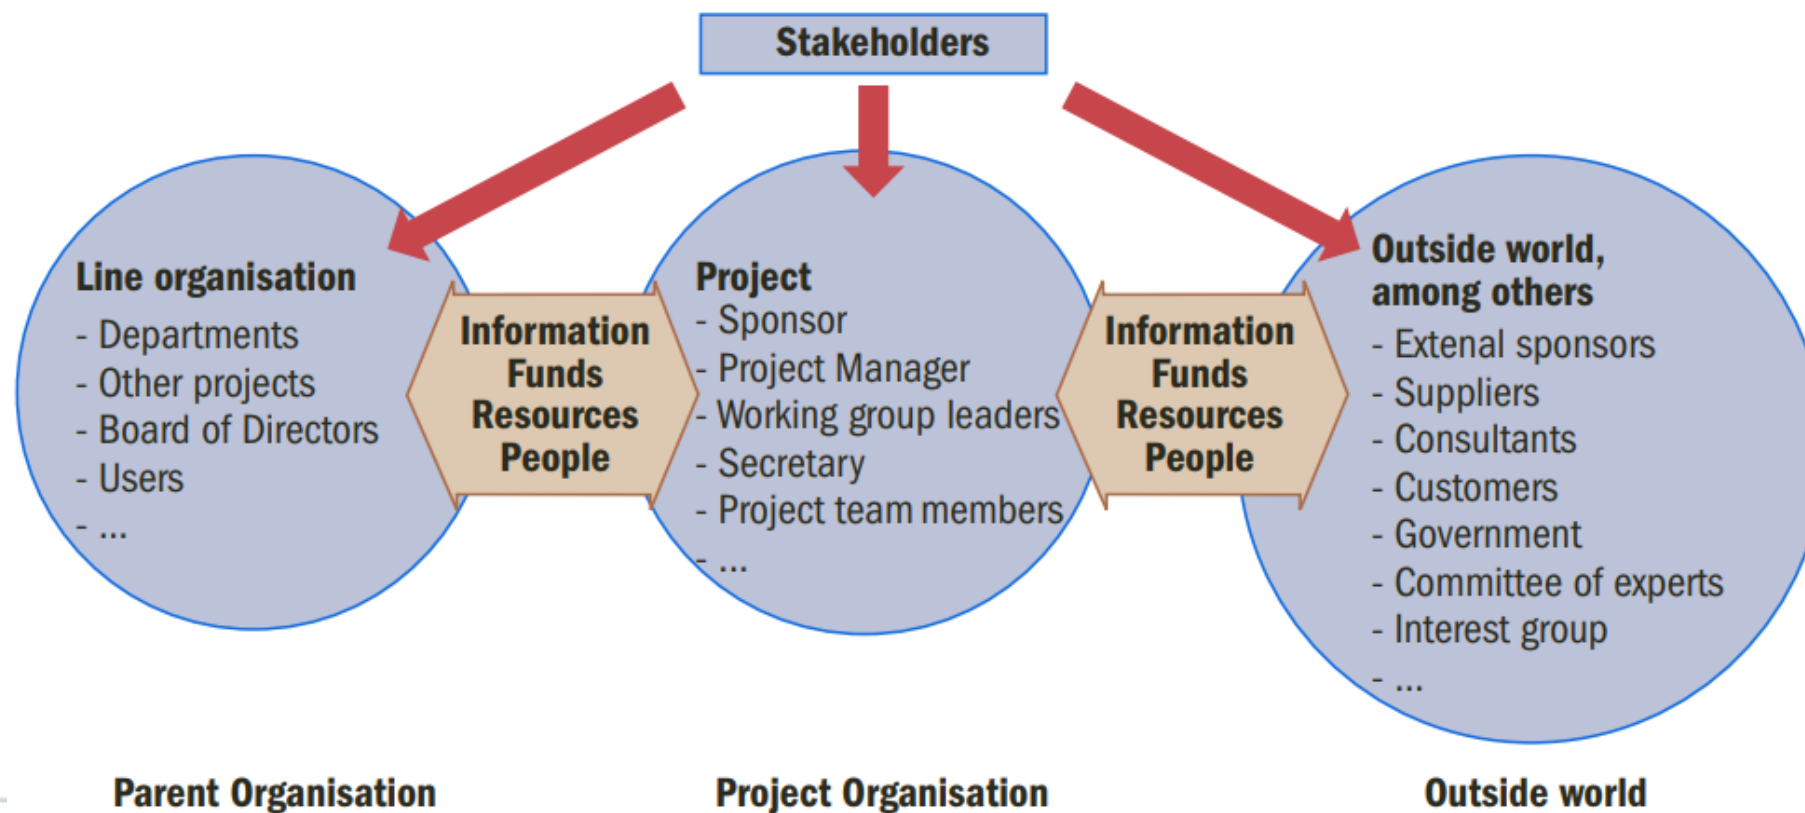 Stakeholders
Line organisation
- Departments
- Other projects
- Board of Directors
- Users
- ...
Information
Funds
Resources
People
Project
- Sponsor
- Project Manager
- Working group leaders
- Secretary
- Project team members
- ...
Information
Funds
Resources
People
Outside world,
among others
- Extenal sponsors
- Suppliers
- Consultants
- Customers
- Government
- Committee of experts
- Interest group
- ...
Parent Organisation
Project Organisation
Outside world